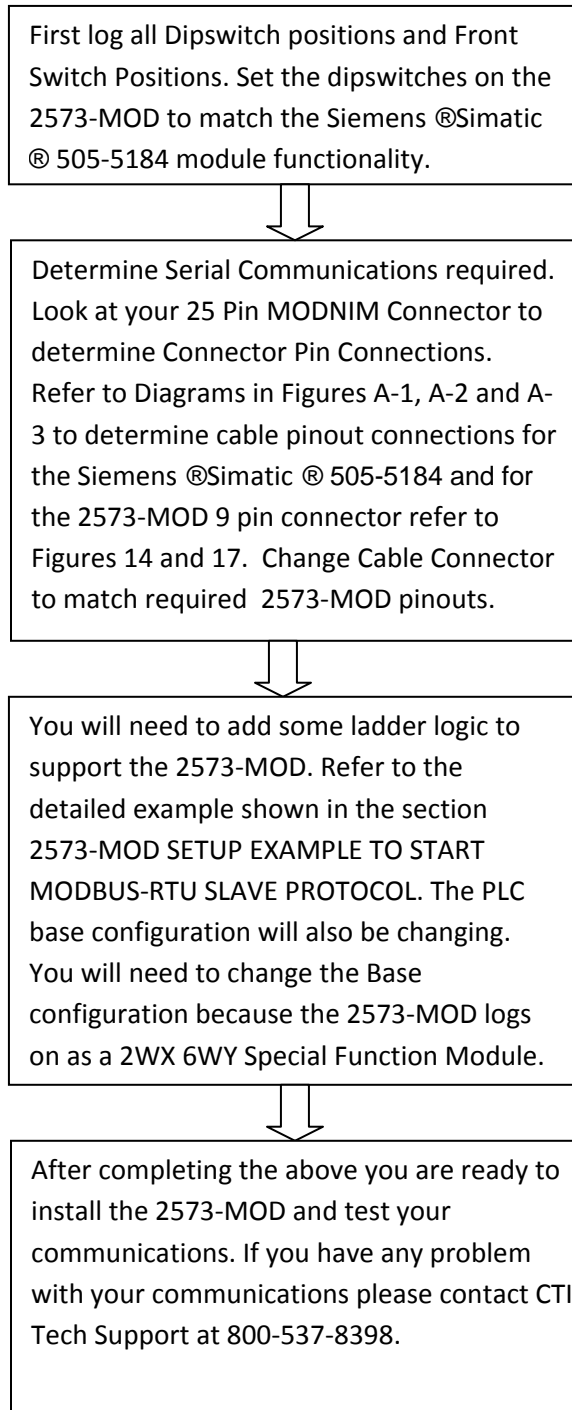 First log all Dipswitch positions and Front
Switch Positions. Set the dipswitches on the
2573-MOD to match the Siemens ®Simatic
® 505-5184 module functionality.
Determine Serial Communications required.
Look at your 25 Pin MODNIM Connector to
determine Connector Pin Connections.
Refer to Diagrams in Figures A-1, A-2 and A-
3 to determine cable pinout connections for
the Siemens ®Simatic ® 505-5184 and for
the 2573-MOD 9 pin connector refer to
Figures 14 and 17. Change Cable Connector
to match required 2573-MOD pinouts.
You will need to add some ladder logic to
support the 2573-MOD. Refer to the
detailed example shown in the section
2573-MOD SETUP EXAMPLE TO START
MODBUS-RTU SLAVE PROTOCOL. The PLC
base configuration will also be changing.
You will need to change the Base
configuration because the 2573-MOD logs
on as a 2WX 6WY Special Function Module.
After completing the above you are ready to
install the 2573-MOD and test your
communications. If you have any problem
with your communications please contact CTI
Tech Support at 800-537-8398.